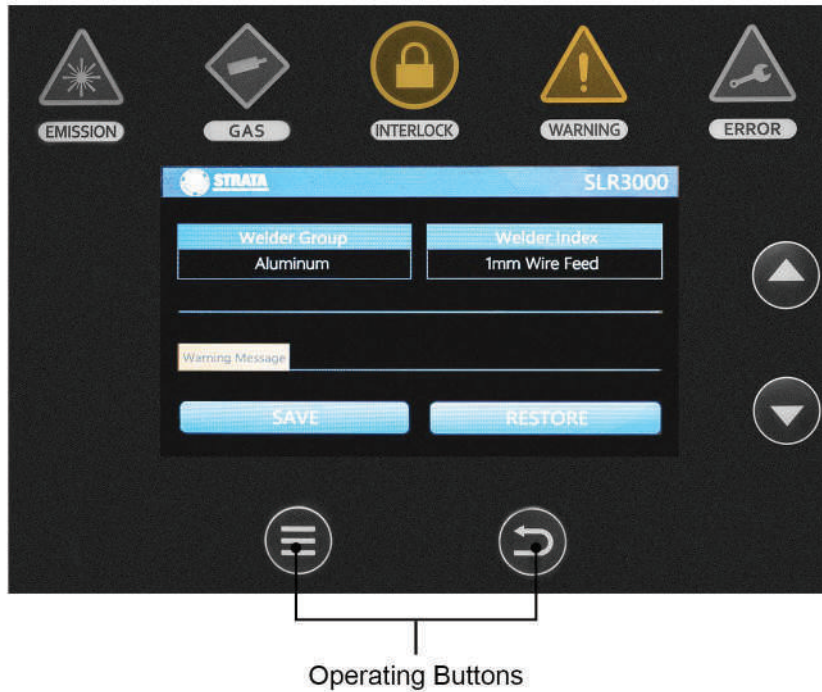 EMISSION GAS INTERLOCK WARNING ERROR
STRATA SLR3000
Welder Group Welder Index
Aluminum 1mm Wire Feed
Warning Message
SAVE RESTORE
Operating Buttons